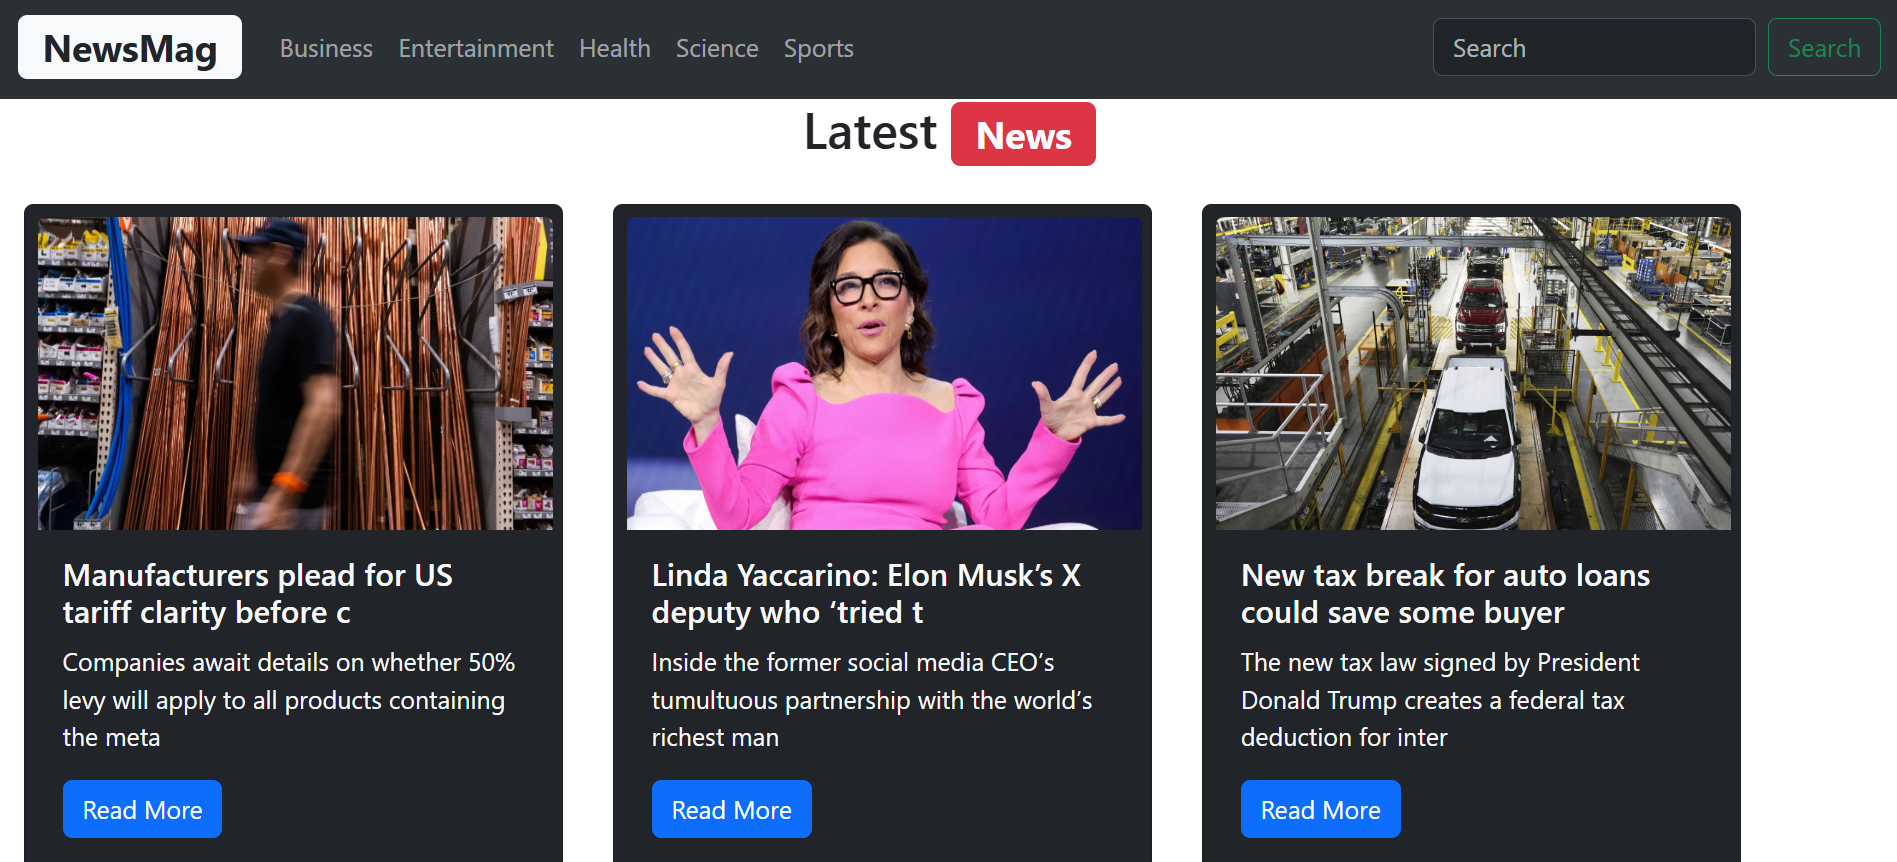 NewsMag
Business Entertainment Health Science Sports
Search
Search
Latest News
Manufacturers plead for US
tariff clarity before c
Companies await details on whether 50%
levy will apply to all products containing
the meta
Read More
Linda Yaccarino: Elon Musk’s X
deputy who ‘tried t
Inside the former social media CEO’s
tumultuous partnership with the world’s
richest man
Read More
New tax break for auto loans
could save some buyer
The new tax law signed by President
Donald Trump creates a federal tax
deduction for inter
Read More